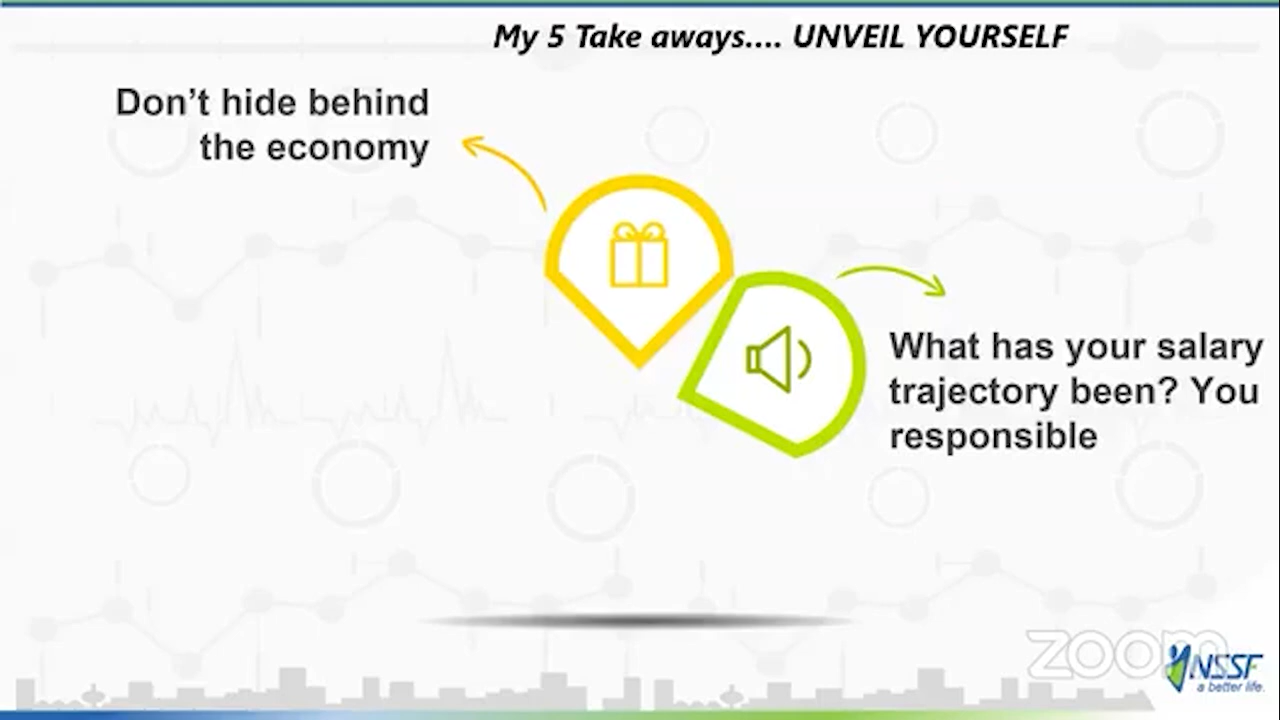 My 5 Take aways.... UNVEIL YOURSELF
Don't hide behind
the economy
What has your salary
trajectory been? You
responsible
zoom
NSSF
a better life.